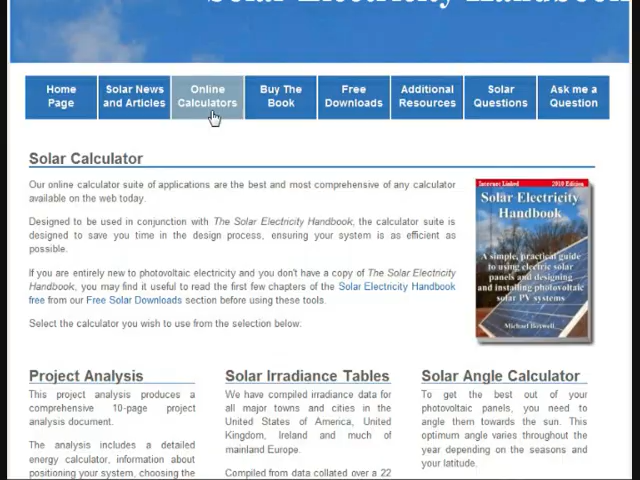 Solar Electricity Handbook
Home Page
Solar News and Articles
Online Calculators
Buy The Book
Free Downloads
Additional Resources
Solar Questions
Ask me a Question
Solar Calculator
Our online calculator suite of applications are the best and most comprehensive of any calculator
available on the web today.
Designed to be used in conjunction with The Solar Electricity Handbook, the calculator suite is
designed to save you time in the design process, ensuring your system is as efficient as
possible.
If you are entirely new to photovoltaic electricity and you don't have a copy of The Solar Electricity
Handbook, you may find it useful to read the first few chapters of the Solar Electricity Handbook
free from our Free Solar Downloads section before using these tools.
Select the calculator you wish to use from the selection below:
Internet Linked 2010 Edition
Solar Electricity
Handbook
A simple, practical guide
to using electric solar
panels and designing
and installing photovoltaic
solar PV systems
Michael Boxwell
Project Analysis
This project analysis produces a
comprehensive 10-page project
analysis document.
The analysis includes a detailed
energy calculator, information about
positioning your system, choosing the
Solar Irradiance Tables
We have compiled irradiance data for
all major towns and cities in the
United States of America, United
Kingdom, Ireland and much of
mainland Europe.
Compiled from data collated over a 22
Solar Angle Calculator
To get the best out of your
photovoltaic panels, you need to
angle them towards the sun. This
optimum angle varies throughout the
year depending on the seasons and
your latitude.